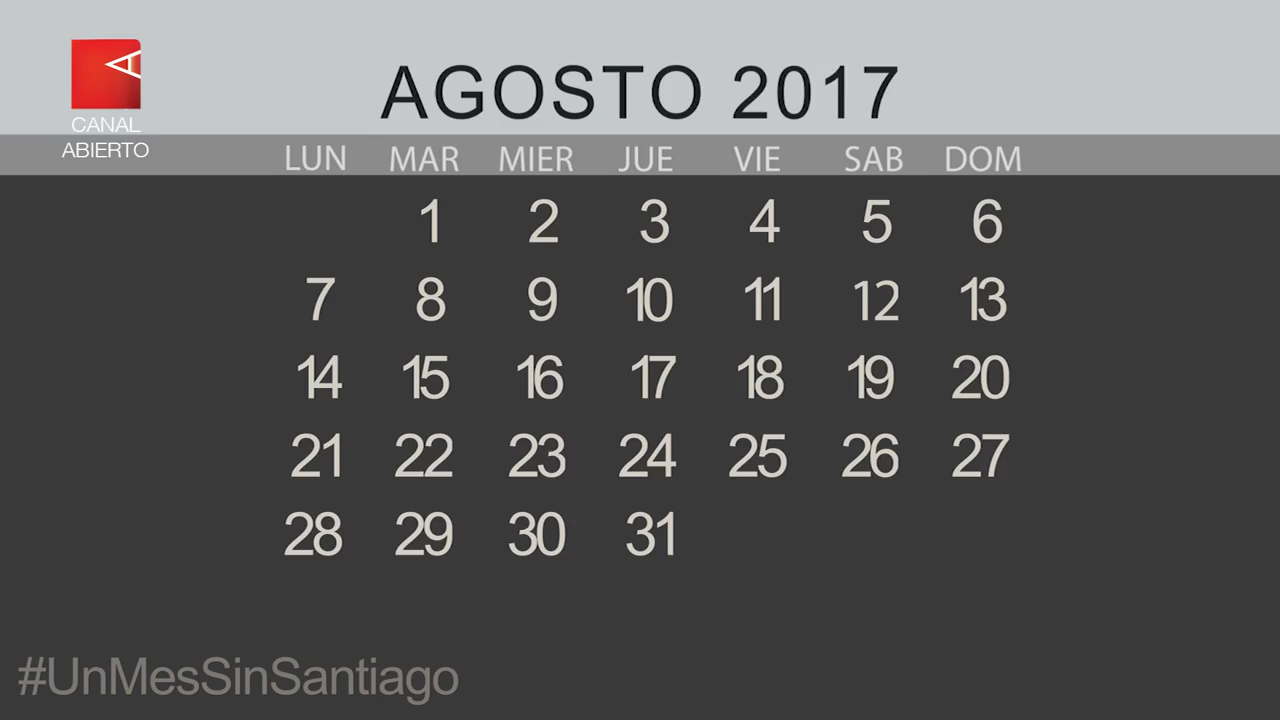 CANAL
ABIERTO
AGOSTO 2017
LUN MAR MIER JUE VIE SAB DOM
1 2 3 4 5 6
7 8 9 10 11 12 13
14 15 16 17 18 19 20
21 22 23 24 25 26 27
28 29 30 31
#UnMesSinSantiago